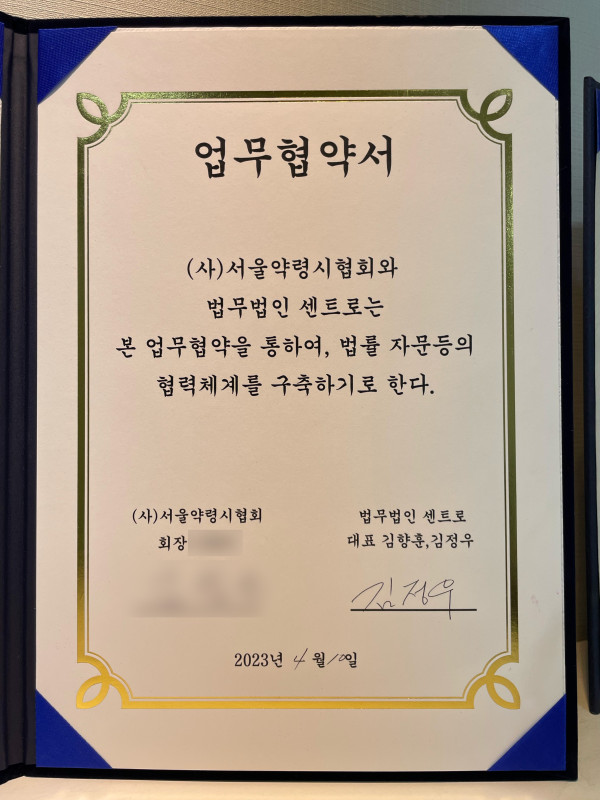 업무협약서
(사)서울약령시협회와
법무법인 센트로는
본 업무협약을 통하여, 법률 자문등의
협력체계를 구축하기로 한다.
(사)서울약령시협회
회장
법무법인 센트로
대표 김향훈,김정우
김정우
2023년 4월 10일